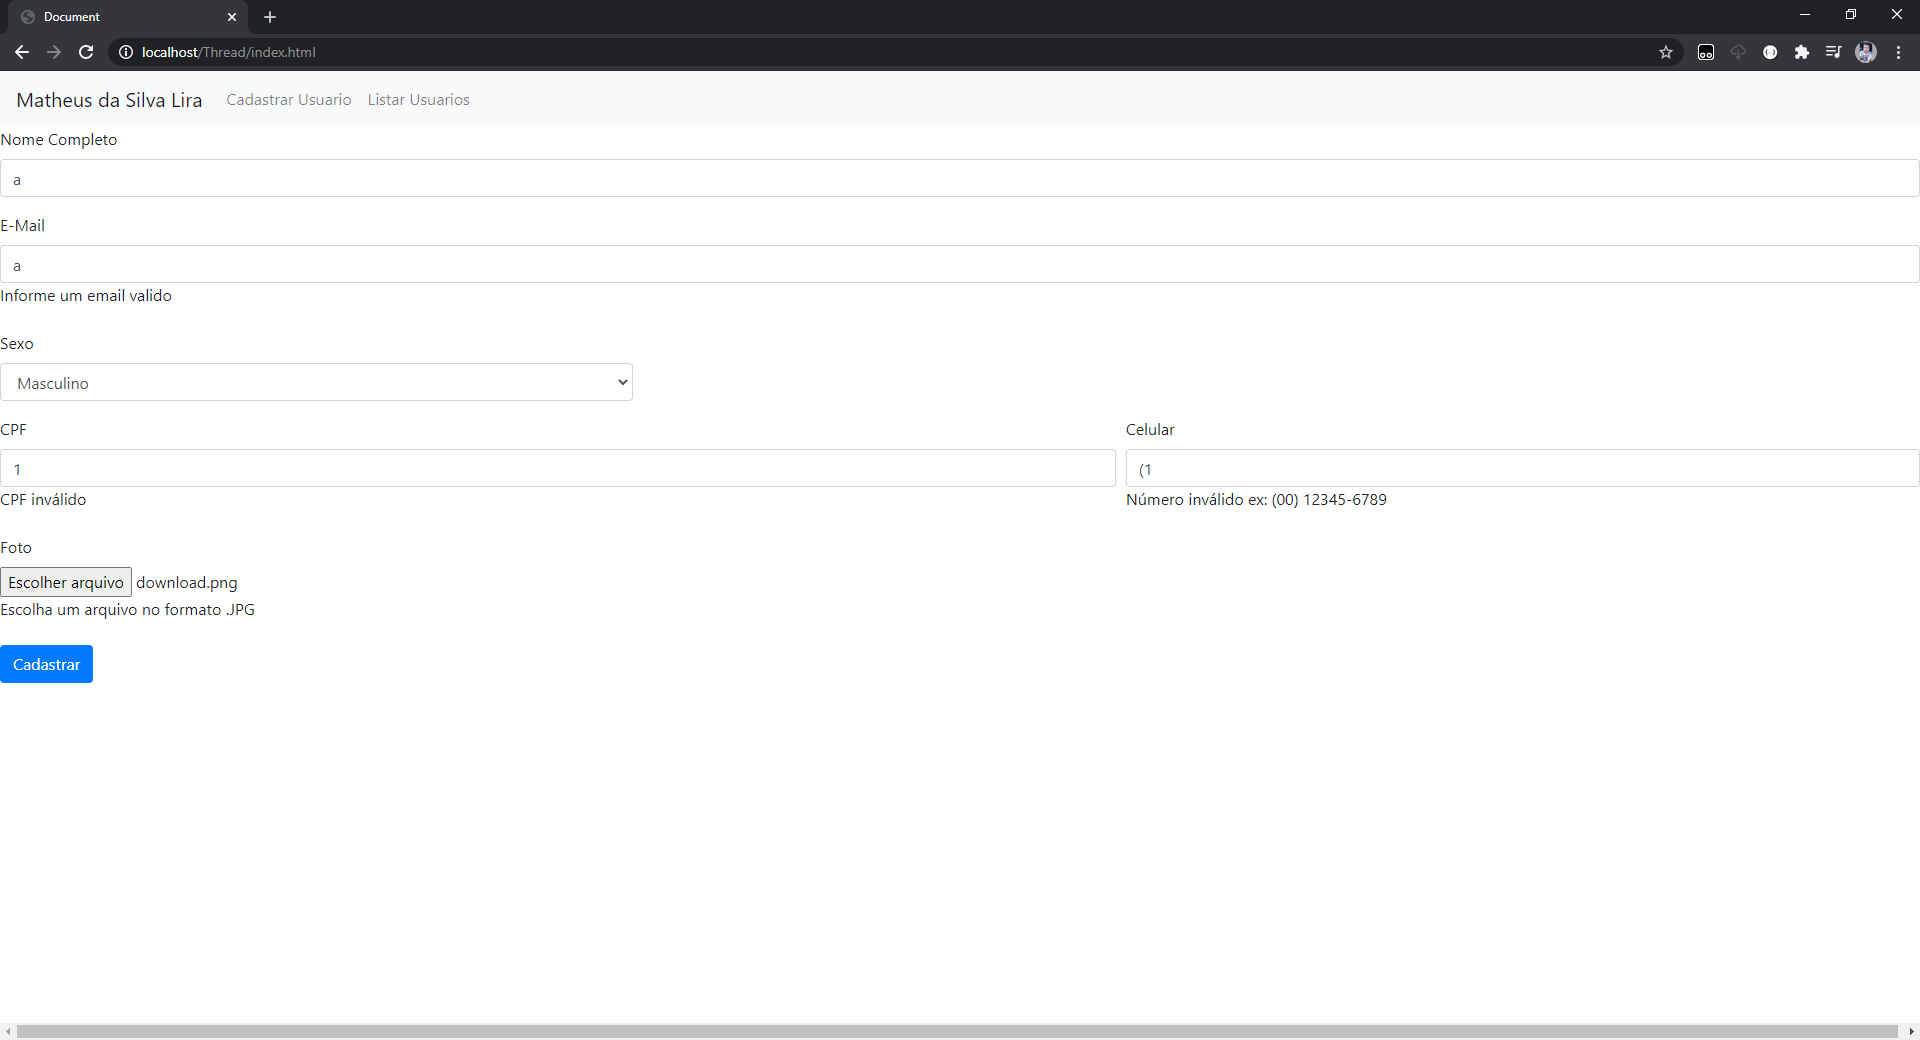 Document
localhost/Thread/index.html
Matheus da Silva Lira Cadastrar Usuario Listar Usuarios
Nome Completo
a
E-Mail
a
Informe um email valido
Sexo
Masculino
CPF Celular
1 (1
CPF inválido Número inválido ex: (00) 12345-6789
Foto
Escolher arquivo download.png
Escolha um arquivo no formato .JPG
Cadastrar